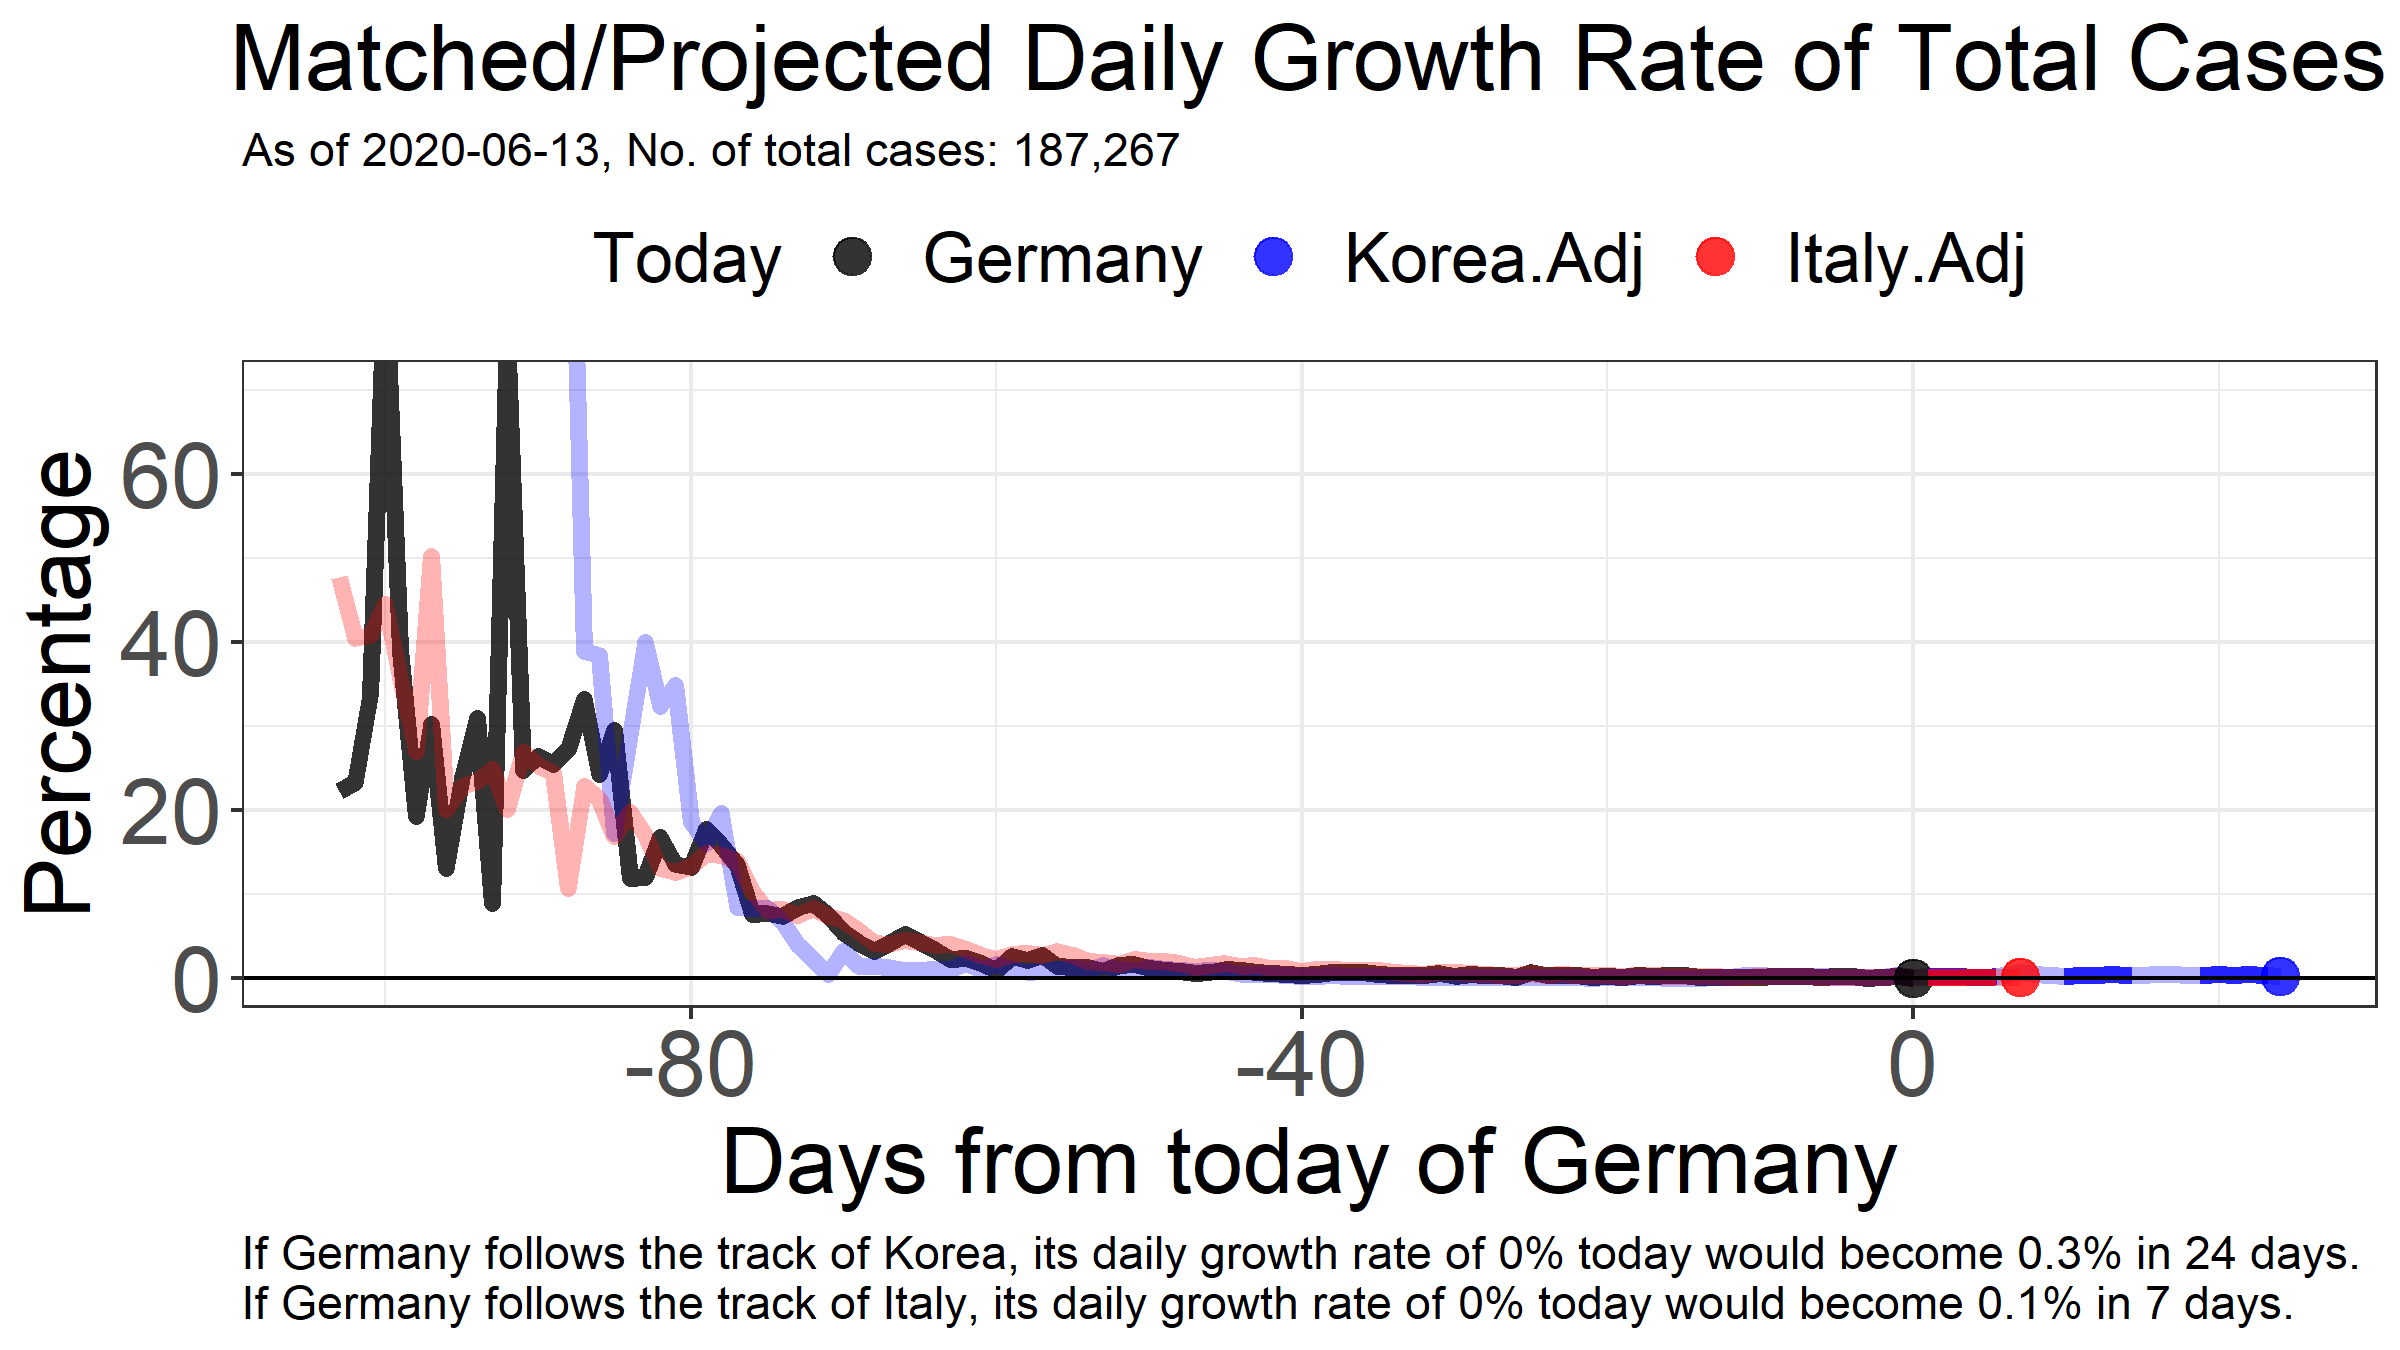 Matched/Projected Daily Growth Rate of Total Cases
As of 2020-06-13, No. of total cases: 187,267
Today Germany Korea.Adj Italy.Adj
Percentage
60
40
20
0
-80 -40 0
Days from today of Germany
If Germany follows the track of Korea, its daily growth rate of 0% today would become 0.3% in 24 days.
If Germany follows the track of Italy, its daily growth rate of 0% today would become 0.1% in 7 days.